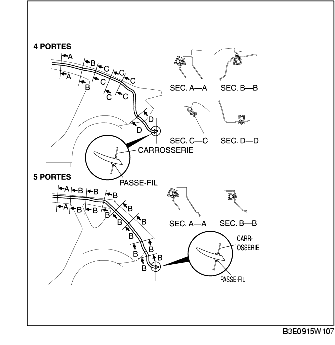 4 PORTES
A
B
C
C
A
B
C
C
D
D
SEC. A—A
SEC. B—B
SEC. C—C
SEC. D—D
CARROSSERIE
PASSE-FIL
5 PORTES
A
B
B
B
A
B
B
B
B
B
B
B
B
B
B
SEC. A—A
SEC. B—B
CARR-
OSSERIE
PASSE-FIL
B3E0915W107